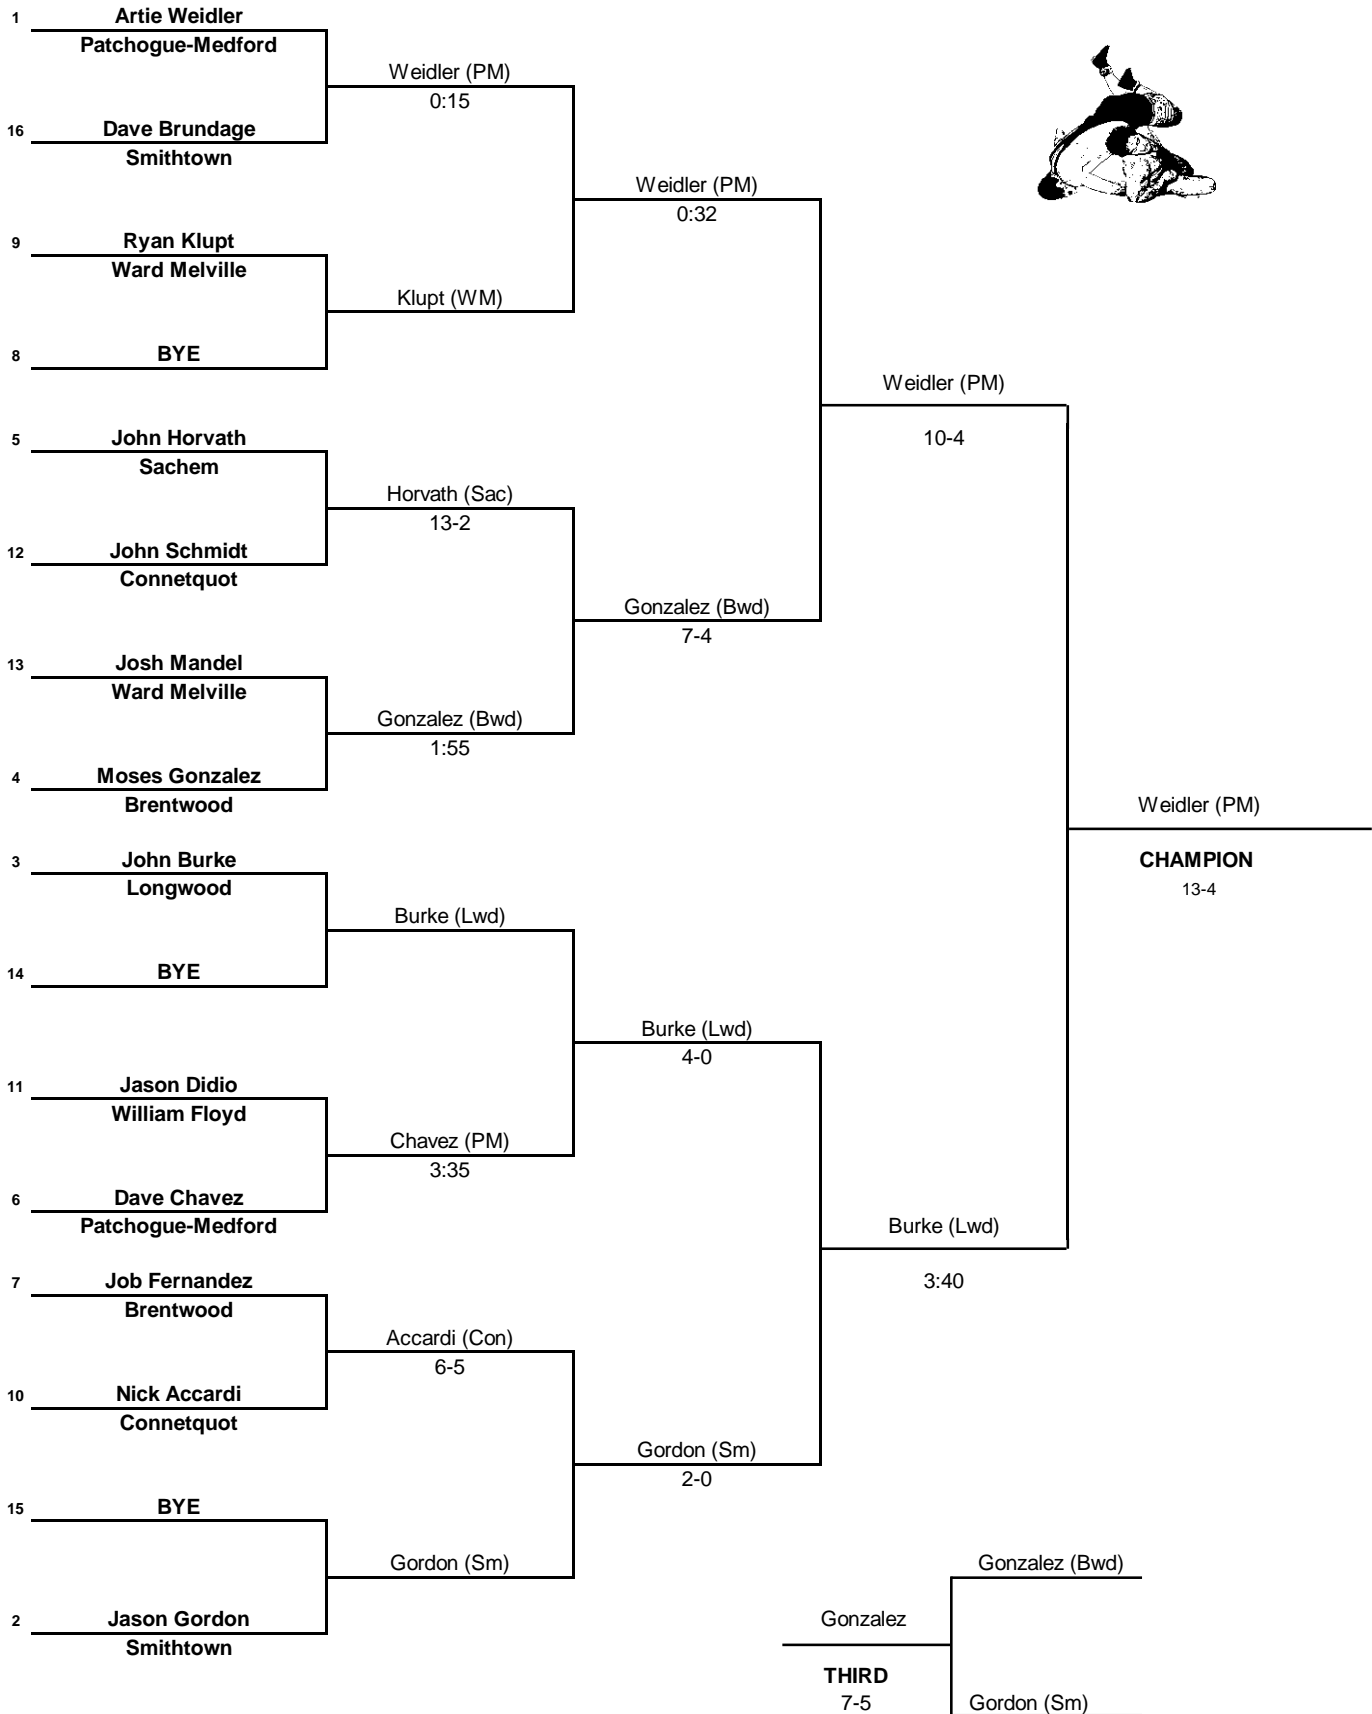 1 Artie Weidler
Patchogue-Medford
Weidler (PM)
0:15
16 Dave Brundage
Smithtown
Weidler (PM)
0:32
9 Ryan Klupt
Ward Melville
Klupt (WM)
8 BYE
Weidler (PM)
10-4
5 John Horvath
Sachem
Horvath (Sac)
13-2
12 John Schmidt
Connetquot
Gonzalez (Bwd)
7-4
13 Josh Mandel
Ward Melville
Gonzalez (Bwd)
1:55
4 Moses Gonzalez
Brentwood
Weidler (PM)
CHAMPION
13-4
3 John Burke
Longwood
Burke (Lwd)
14 BYE
Burke (Lwd)
4-0
11 Jason Didio
William Floyd
Chavez (PM)
3:35
6 Dave Chavez
Patchogue-Medford
Burke (Lwd)
3:40
7 Job Fernandez
Brentwood
Accardi (Con)
6-5
10 Nick Accardi
Connetquot
Gordon (Sm)
2-0
15 BYE
Gordon (Sm)
2 Jason Gordon
Smithtown
Gonzalez (Bwd)
Gonzalez
THIRD
7-5
Gordon (Sm)